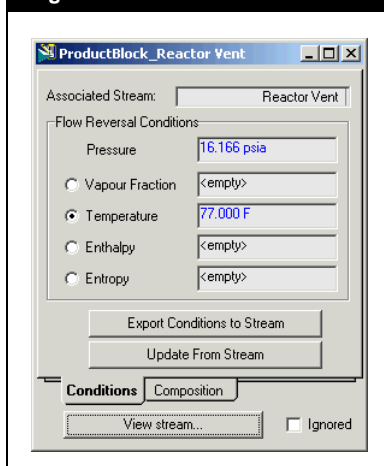 ProductBlock_Reactor Vent
Associated Stream: Reactor Vent
Flow Reversal Conditions
Pressure 16.166 psia
Vapour Fraction <empty>
Temperature 77.000 F
Enthalpy <empty>
Entropy <empty>
Export Conditions to Stream
Update From Stream
Conditions Composition
View stream... Ignored